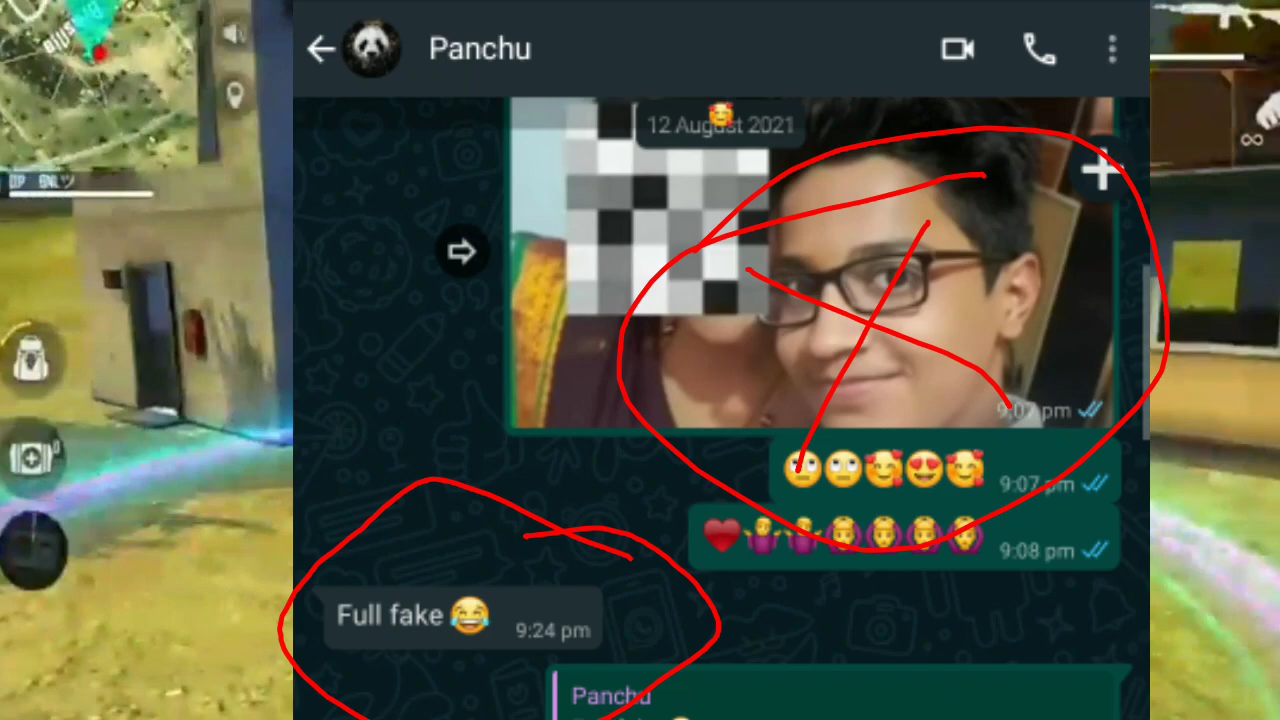 Panchu
12 August 2021
9:07 pm
9:07 pm
9:08 pm
Full fake 😂
9:24 pm
Panchu